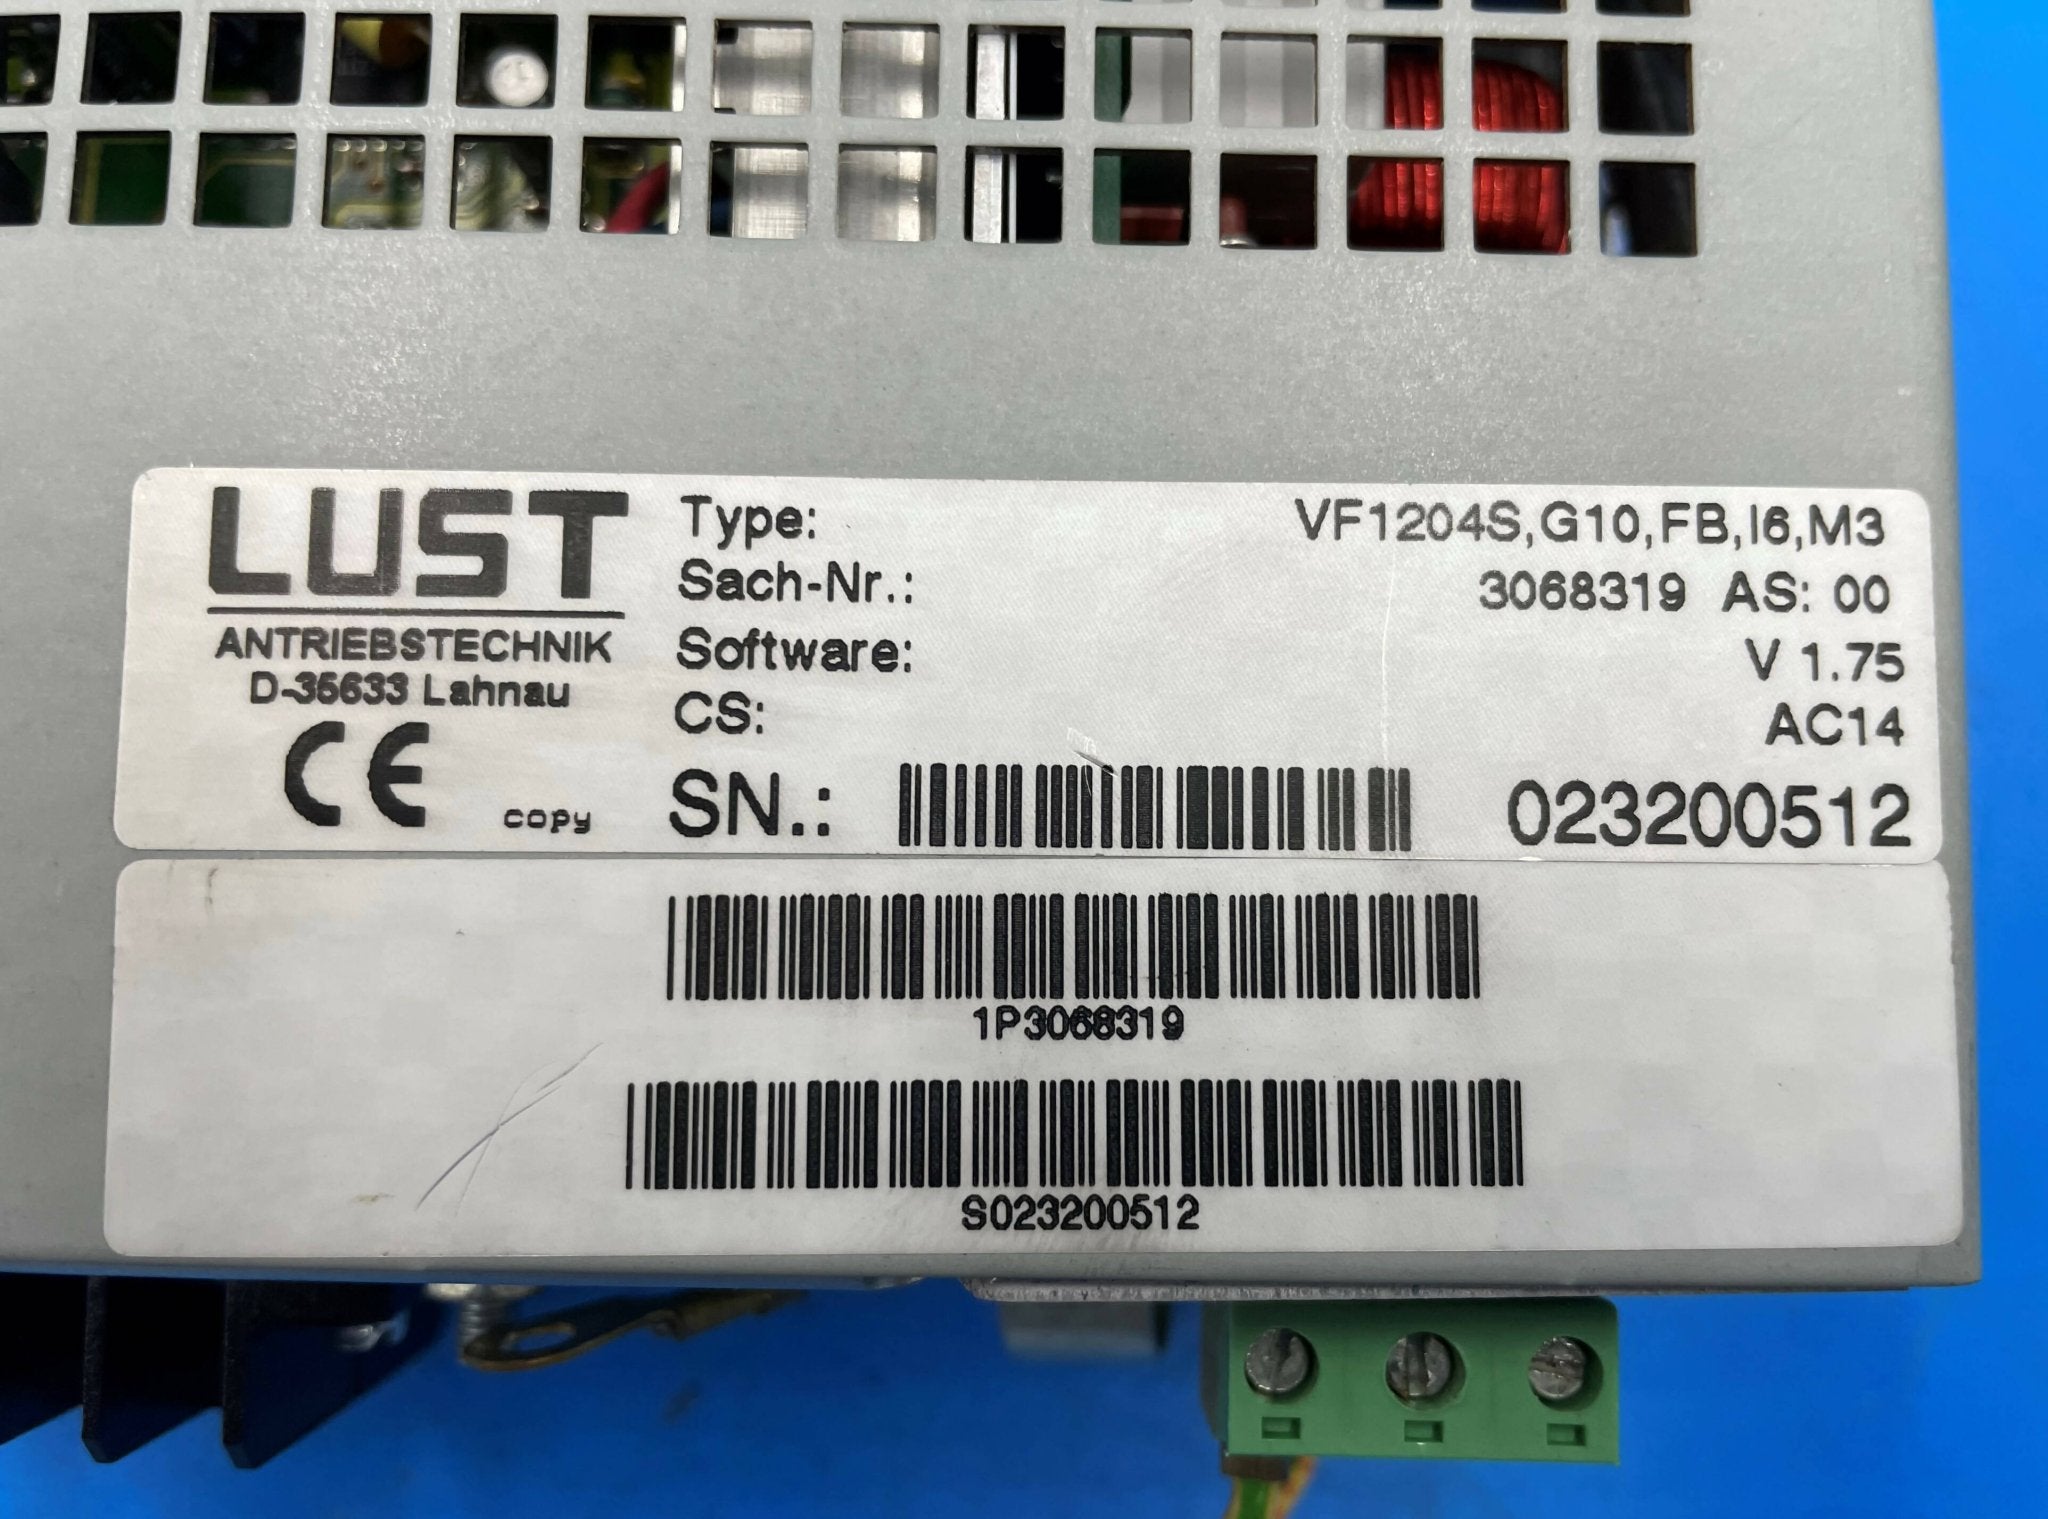 LUST
ANTRIEBSTECHNIK
D-35633 Lahnau
CE
copy
Type: VF1204S,G10,FB,I6,M3
Sach-Nr.: 3068319 AS: 00
Software: V 1.75
CS: AC14
SN.: 023200512
1P3068319
S023200512